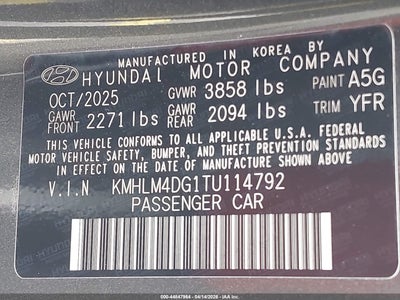 MANUFACTURED IN KOREA BY
HYUNDAI MOTOR COMPANY
OCT/2025 GVWR 3858 lbs PAINT A5G
GAWR FRONT 2271 lbs GAWR REAR 2094 lbs TRIM YFR
THIS VEHICLE CONFORMS TO ALL APPLICABLE U.S.A. FEDERAL
MOTOR VEHICLE SAFETY, BUMPER, AND THEFT PREVENTION STANDARDS
IN EFFECT ON THE DATE OF MANUFACTURE SHOWN ABOVE.
V.I.N KMHLM4DG1TU114792
PASSENGER CAR
000-44647984 - 04/14/2026 - IAA Inc.